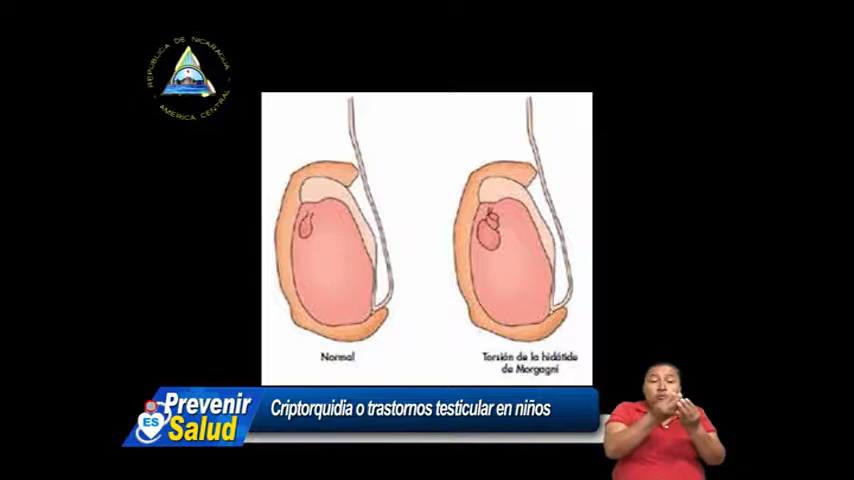 REPUBLICA DE NICARAGUA
AMERICA CENTRAL
Normal
Torsión de la hidátide
de Morgagni
Prevenir
ES
Salud
Criptorquidia o trastornos testicular en niños